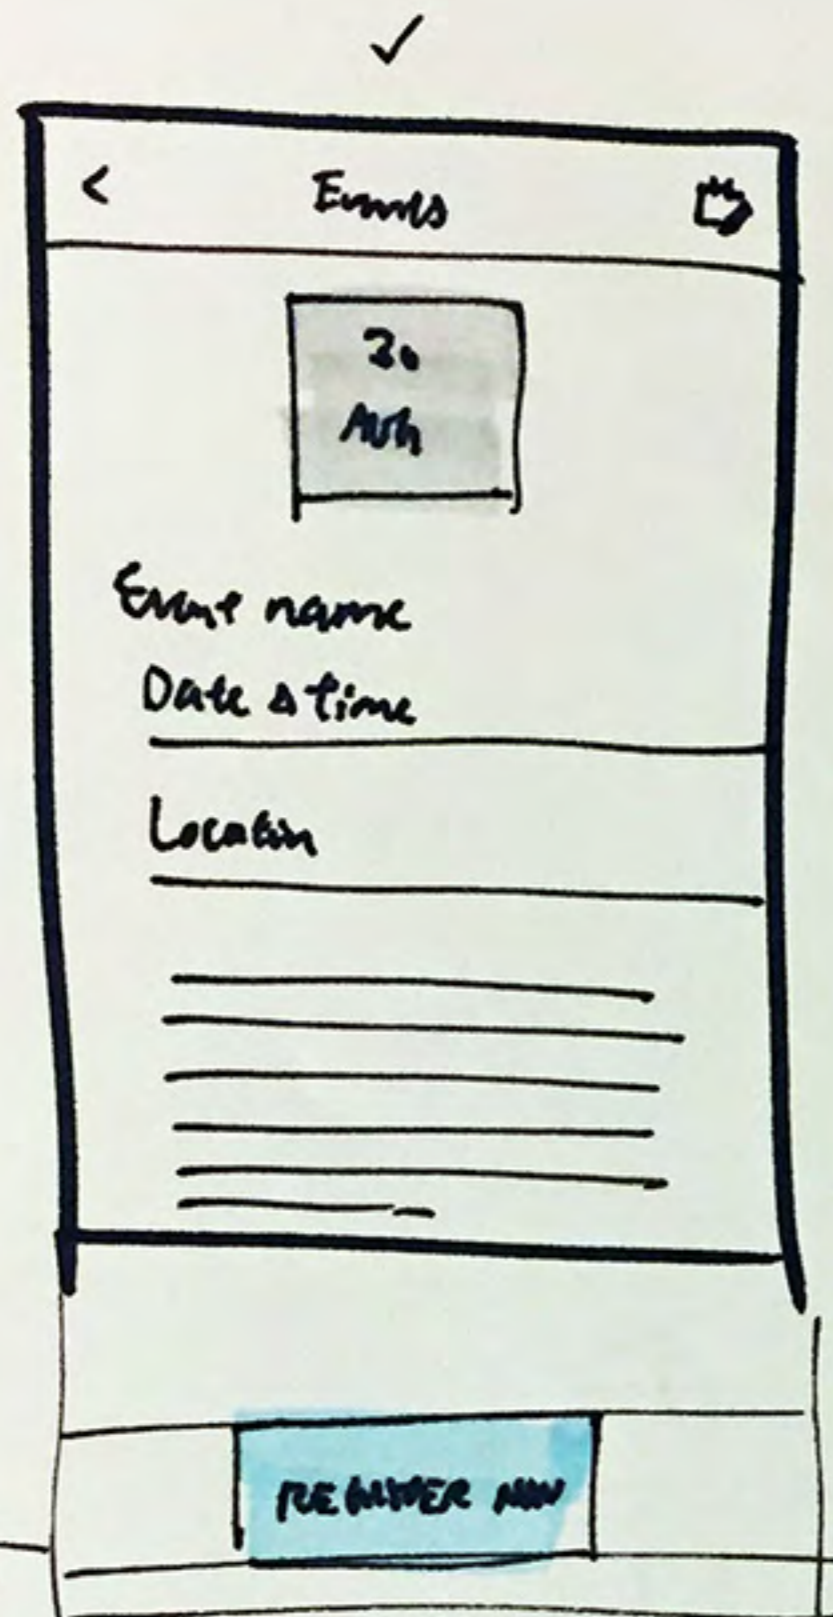 < Events
30
AUG
Event name
Date & time
Location
REGISTER NOW